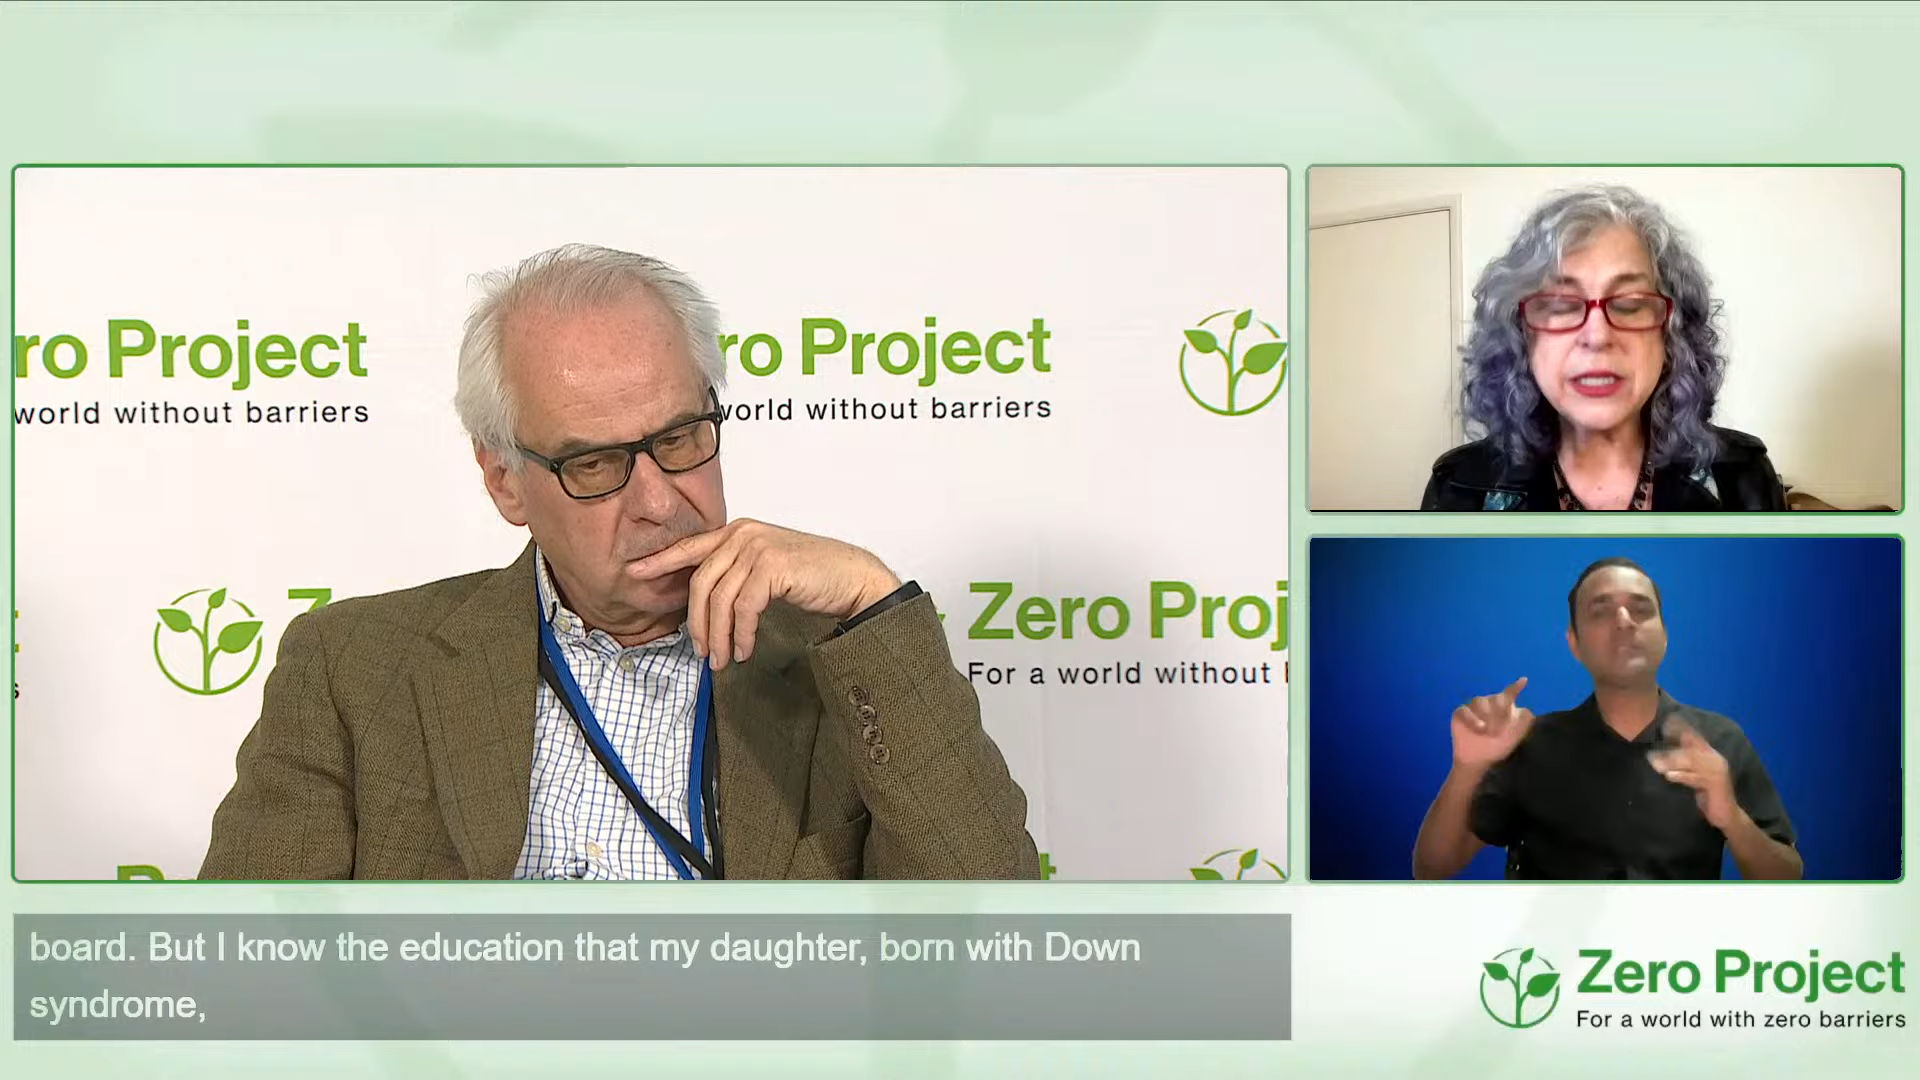 ro Project
world without barriers
ro Project
world without barriers
Zero Proj
For a world without
board. But I know the education that my daughter, born with Down
syndrome,
Zero Project
For a world with zero barriers